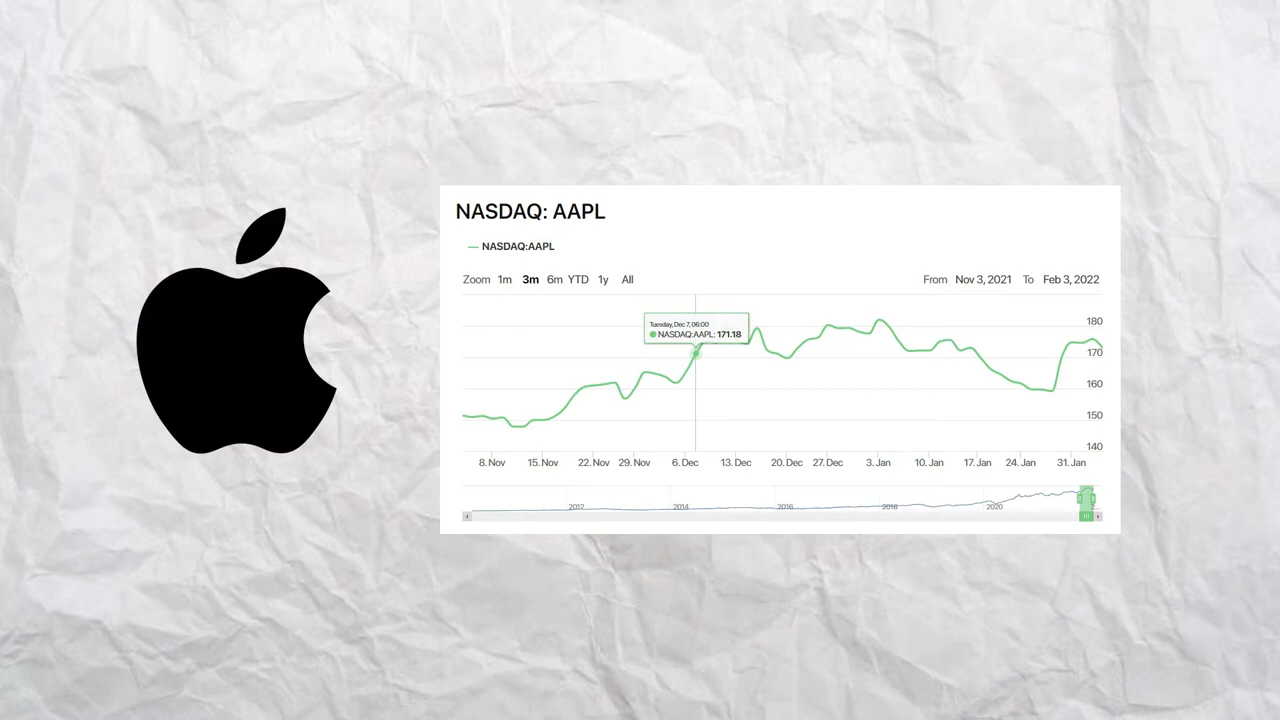 NASDAQ: AAPL
NASDAQ:AAPL
Zoom 1m 3m 6m YTD 1y All From Nov 3, 2021 To Feb 3, 2022
Tuesday, Dec 7, 06:00
NASDAQ:AAPL: 171.18
180
170
160
150
140
8. Nov 15. Nov 22. Nov 29. Nov 6. Dec 13. Dec 20. Dec 27. Dec 3. Jan 10. Jan 17. Jan 24. Jan 31. Jan
2012 2014 2016 2018 2020